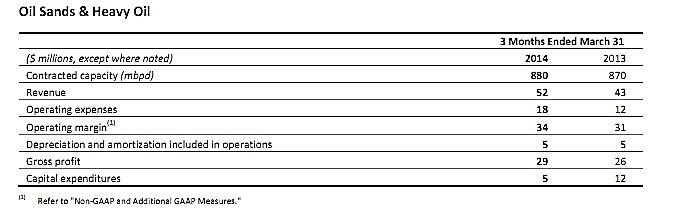 Oil Sands & Heavy Oil
3 Months Ended March 31
($ millions, except where noted) 2014 2013
Contracted capacity (mbpd) 880 870
Revenue 52 43
Operating expenses 18 12
Operating margin(1) 34 31
Depreciation and amortization included in operations 5 5
Gross profit 29 26
Capital expenditures 5 12
(1) Refer to "Non-GAAP and Additional GAAP Measures."